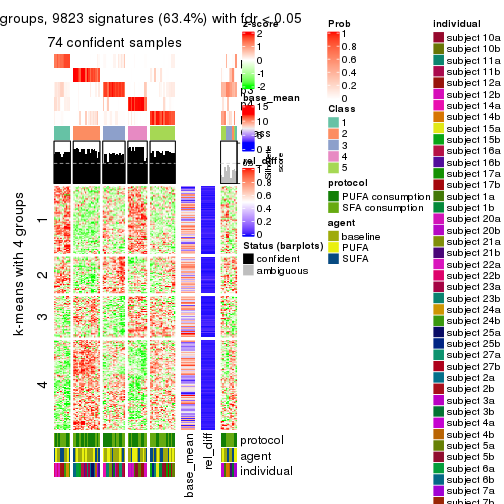 groups, 9823 signatures (63.4%) with fdr < 0.05
74 confident samples
k-means with 4 groups
1
2
3
4
base_mean
rel_diff
protocol
agent
individual
z-score
2
1
0
-1
-2
base_mean
15
10
5
0
rel_diff
1
0.8
0.6
0.4
0.2
0
Silhouette
score
Status (barplots)
confident
ambiguous
Prob
1
0.8
0.6
0.4
0.2
0
Class
1
2
3
4
5
protocol
PUFA consumption
SFA consumption
agent
baseline
PUFA
SUFA
individual
subject 10a
subject 10b
subject 11a
subject 11b
subject 12a
subject 12b
subject 14a
subject 14b
subject 15a
subject 15b
subject 16a
subject 16b
subject 17a
subject 17b
subject 1a
subject 1b
subject 20a
subject 20b
subject 21a
subject 21b
subject 22a
subject 22b
subject 23a
subject 23b
subject 24a
subject 24b
subject 25a
subject 25b
subject 27a
subject 27b
subject 2a
subject 2b
subject 3a
subject 3b
subject 4a
subject 4b
subject 5a
subject 5b
subject 6a
subject 6b
subject 7a
subject 7b